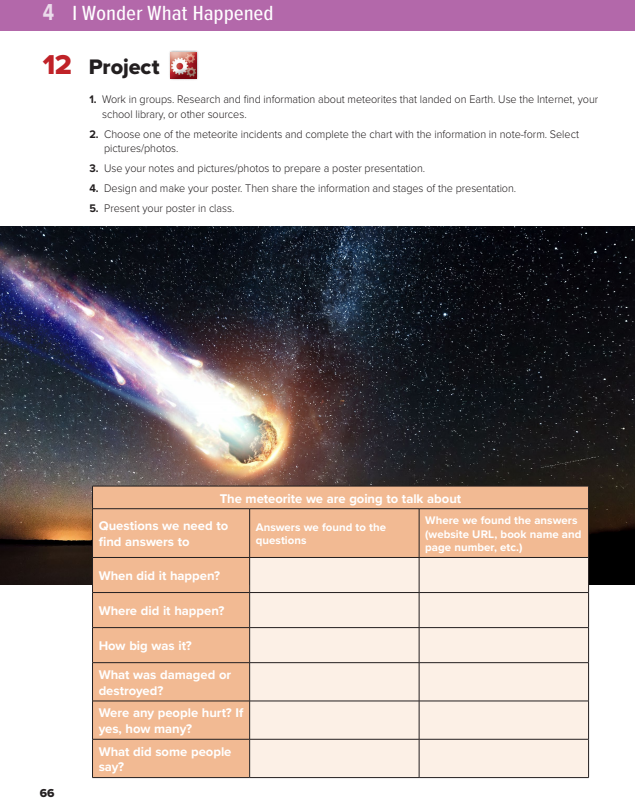 4 I Wonder What Happened
12 Project
1. Work in groups. Research and find information about meteorites that landed on Earth. Use the Internet, your
school library, or other sources.
2. Choose one of the meteorite incidents and complete the chart with the information in note-form. Select
pictures/photos.
3. Use your notes and pictures/photos to prepare a poster presentation.
4. Design and make your poster. Then share the information and stages of the presentation.
5. Present your poster in class.
The meteorite we are going to talk about
Questions we need to
find answers to
Answers we found to the
questions
Where we found the answers
(website URL, book name and
page number, etc.)
When did it happen?
Where did it happen?
How big was it?
What was damaged or
destroyed?
Were any people hurt? If
yes, how many?
What did some people
say?
66